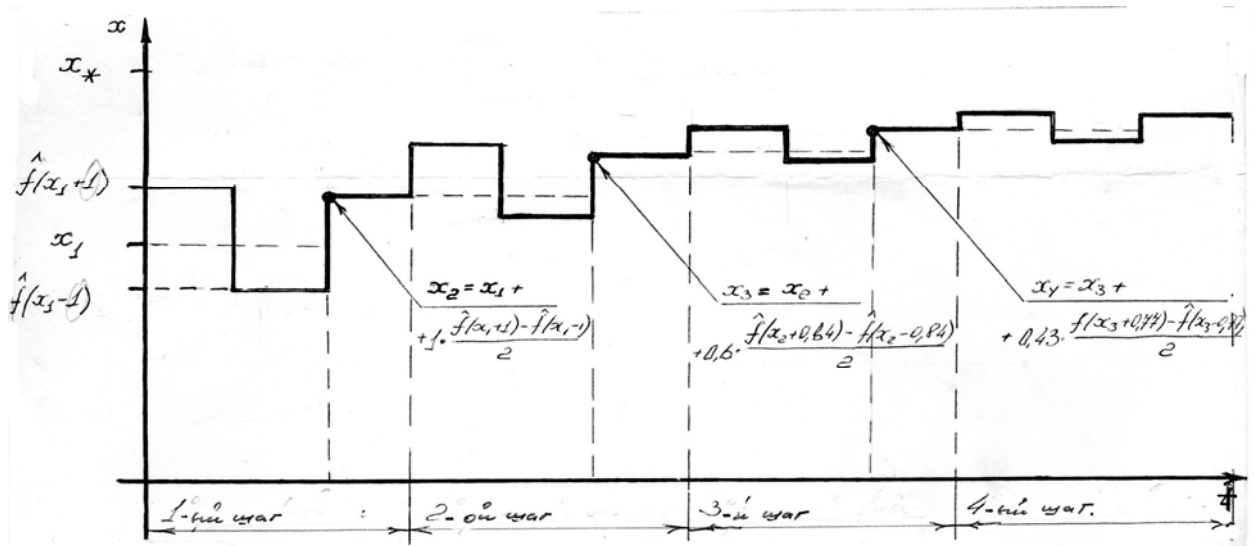 x
x*
f̂(x₁+1)
x₁
f̂(x₁-1)
x₂ = x₁ +
+1· f̂(x₁+1) - f̂(x₁-1)
2
x₃ = x₂ +
+0,6· f̂(x₂+0,84) - f̂(x₂-0,84)
2
x₄ = x₃ +
+0,43· f(x₃+0,77) - f̂(x₃-0,77)
2
t
1-ый шаг
2-ой шаг
3-й шаг
4-ый шаг.